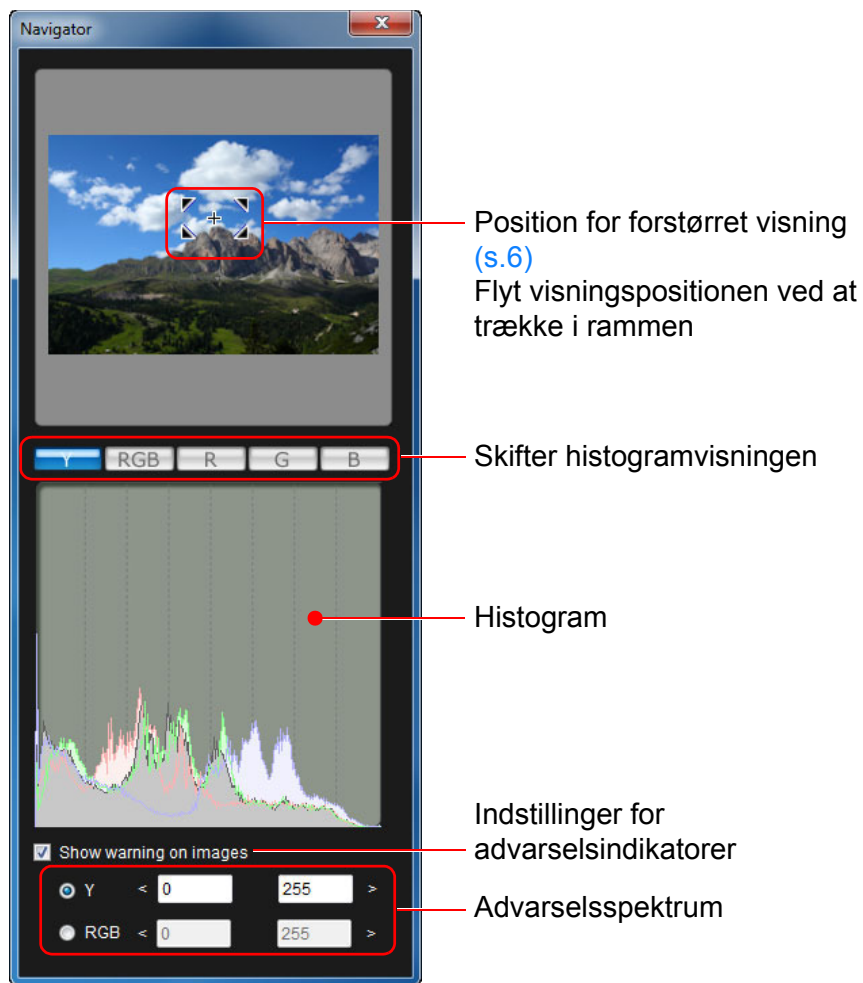 Navigator
Position for forstørret visning
(s.6)
Flyt visningspositionen ved at
trække i rammen
Y RGB R G B
Skifter histogramvisningen
Histogram
Indstillinger for
advarselsindikatorer
Show warning on images
Y < 0 255 >
Advarselsspektrum
RGB < 0 255 >